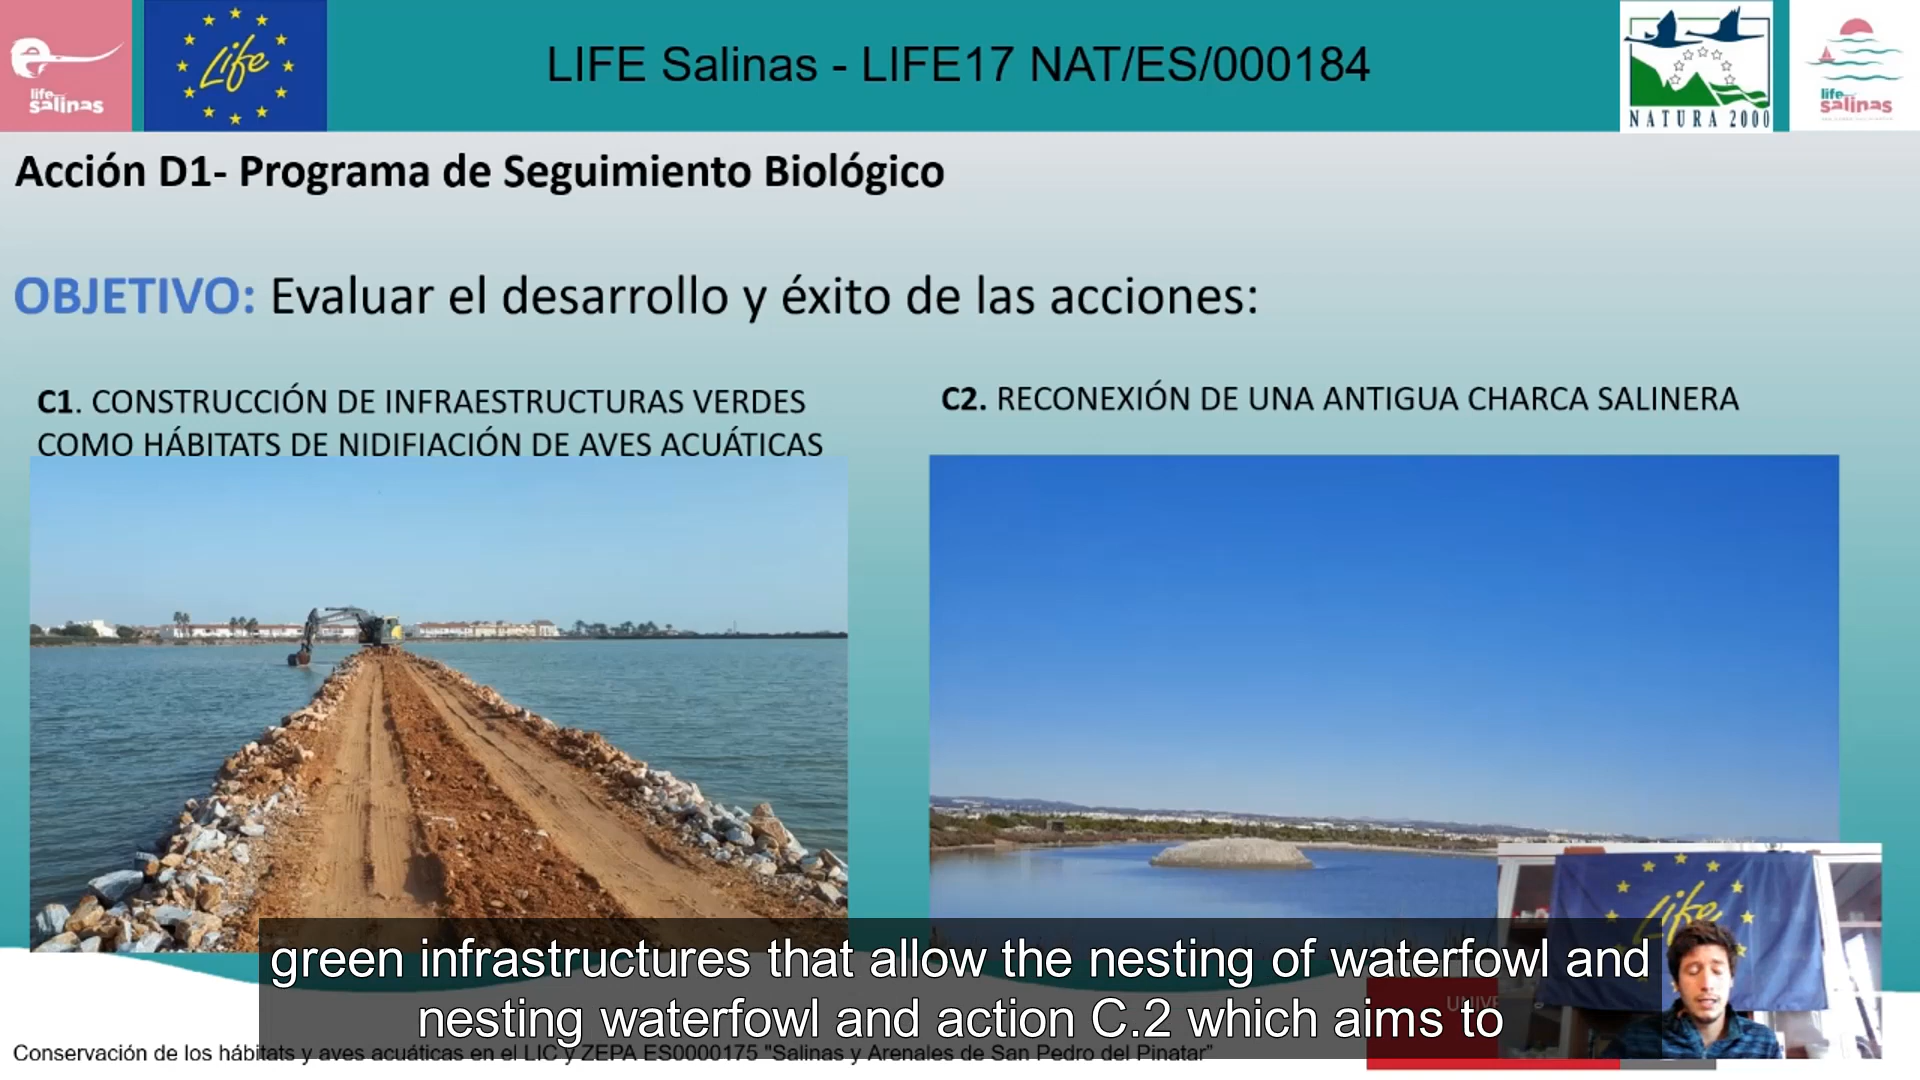 life
salinas
Life
LIFE Salinas - LIFE17 NAT/ES/000184
NATURA 2000
life
salinas
Acción D1- Programa de Seguimiento Biológico
OBJETIVO: Evaluar el desarrollo y éxito de las acciones:
C1. CONSTRUCCIÓN DE INFRAESTRUCTURAS VERDES
COMO HÁBITATS DE NIDIFIACIÓN DE AVES ACUÁTICAS
C2. RECONEXIÓN DE UNA ANTIGUA CHARCA SALINERA
Life
green infrastructures that allow the nesting of waterfowl and
nesting waterfowl and action C.2 which aims to
Conservación de los hábitats y aves acuáticas en el LIC y ZEPA ES0000175 "Salinas y Arenales de San Pedro del Pinatar"